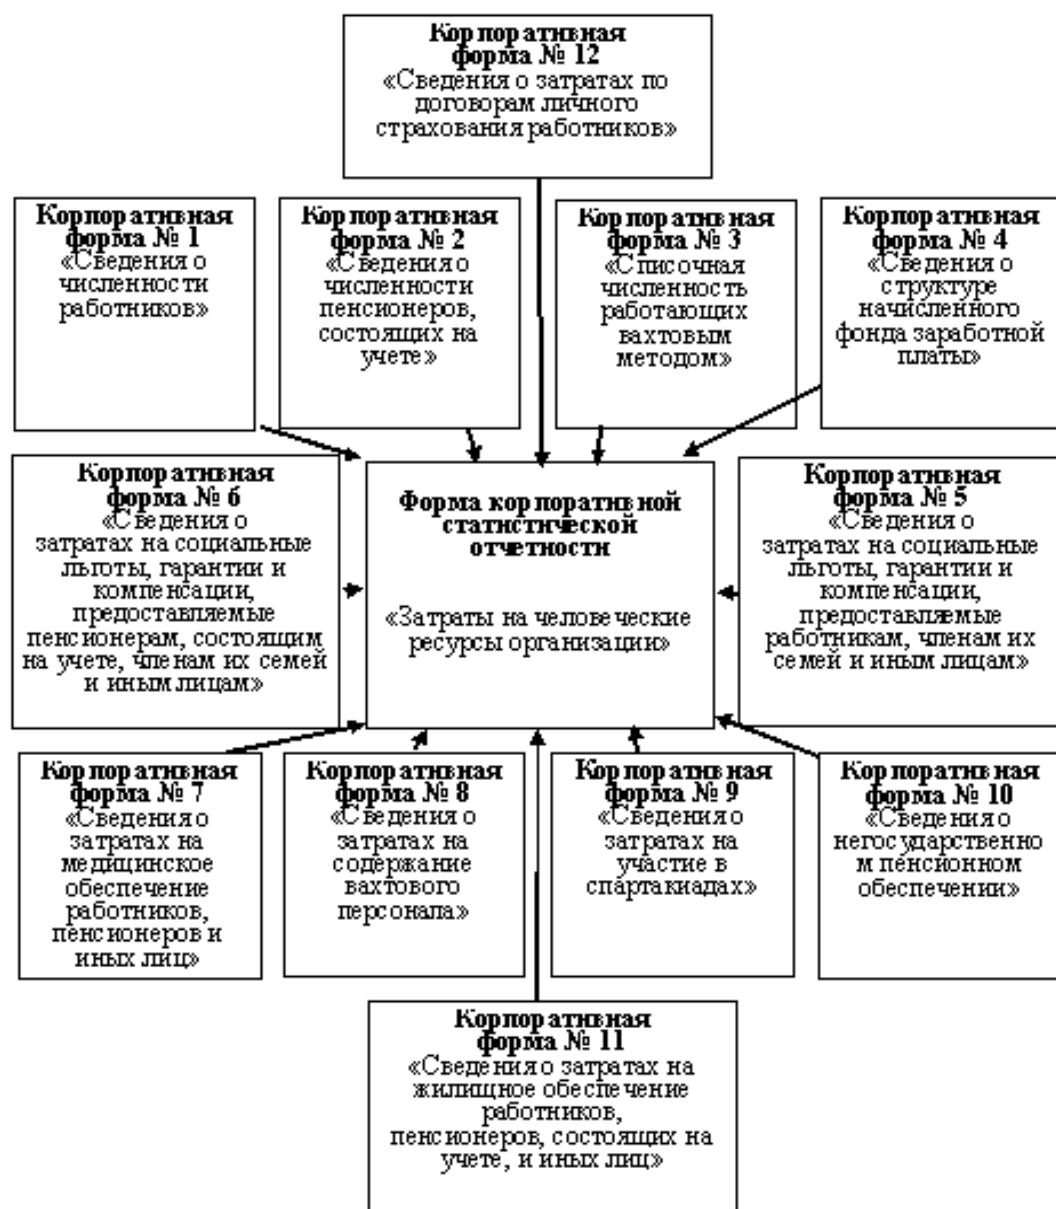 Корпоративная
форма № 12
«Сведения о затратах по
договорам личного
страхования работников»
Корпоративная
форма № 1
«Сведения о
численности
работников»
Корпоративная
форма № 2
«Сведения о
численности
пенсионеров,
состоящих на
учете»
Корпоративная
форма № 3
«Списочная
численность
работающих
вахтовым
методом»
Корпоративная
форма № 4
«Сведения о
структуре
начисленного
фонда заработной
платы»
Корпоративная
форма № 6
«Сведения о
затратах на социальные
льготы, гарантии и
компенсации,
предоставляемые
пенсионерам, состоящим
на учете, членам их семей
и иным лицам»
Форма корпоративной
статистической
отчетности
«Затраты на человеческие
ресурсы организации»
Корпоративная
форма № 5
«Сведения о
затратах на социальные
льготы, гарантии и
компенсации,
предоставляемые
работникам, членам их
семей и иным лицам»
Корпоративная
форма № 7
«Сведения о
затратах на
медицинское
обеспечение
работников,
пенсионеров и
иных лиц»
Корпоративная
форма № 8
«Сведения о
затратах на
содержание
вахтового
персонала»
Корпоративная
форма № 9
«Сведения о
затратах на
участие в
спартакиадах»
Корпоративная
форма № 10
«Сведения о
негосударственно
м пенсионном
обеспечении»
Корпоративная
форма № 11
«Сведения о затратах на
жилищное обеспечение
работников,
пенсионеров, состоящих на
учете, и иных лиц»